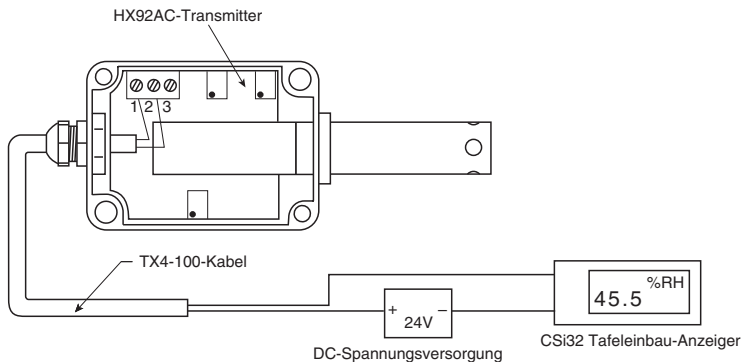 HX92AC-Transmitter
1 2 3
TX4-100-Kabel
%RH
45.5
+ 24V –
CSi32 Tafeleinbau-Anzeiger
DC-Spannungsversorgung